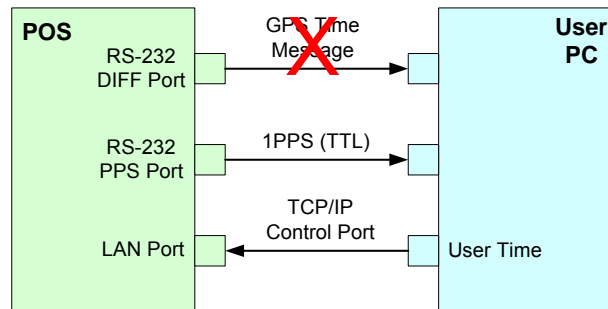 POS
GPS Time
Message
User
PC
RS-232
DIFF Port
RS-232
PPS Port
1PPS (TTL)
TCP/IP
Control Port
LAN Port
User Time